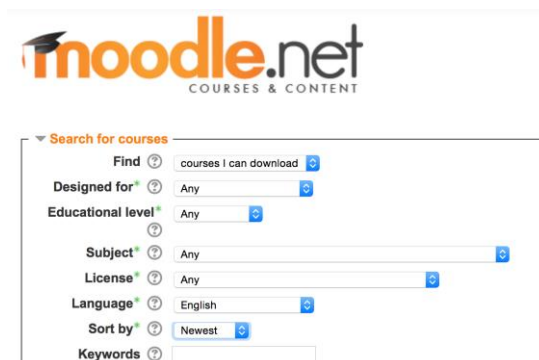 moodle.net
COURSES & CONTENT
Search for courses
Find courses I can download
Designed for* Any
Educational level* Any
Subject* Any
License* Any
Language* English
Sort by* Newest
Keywords